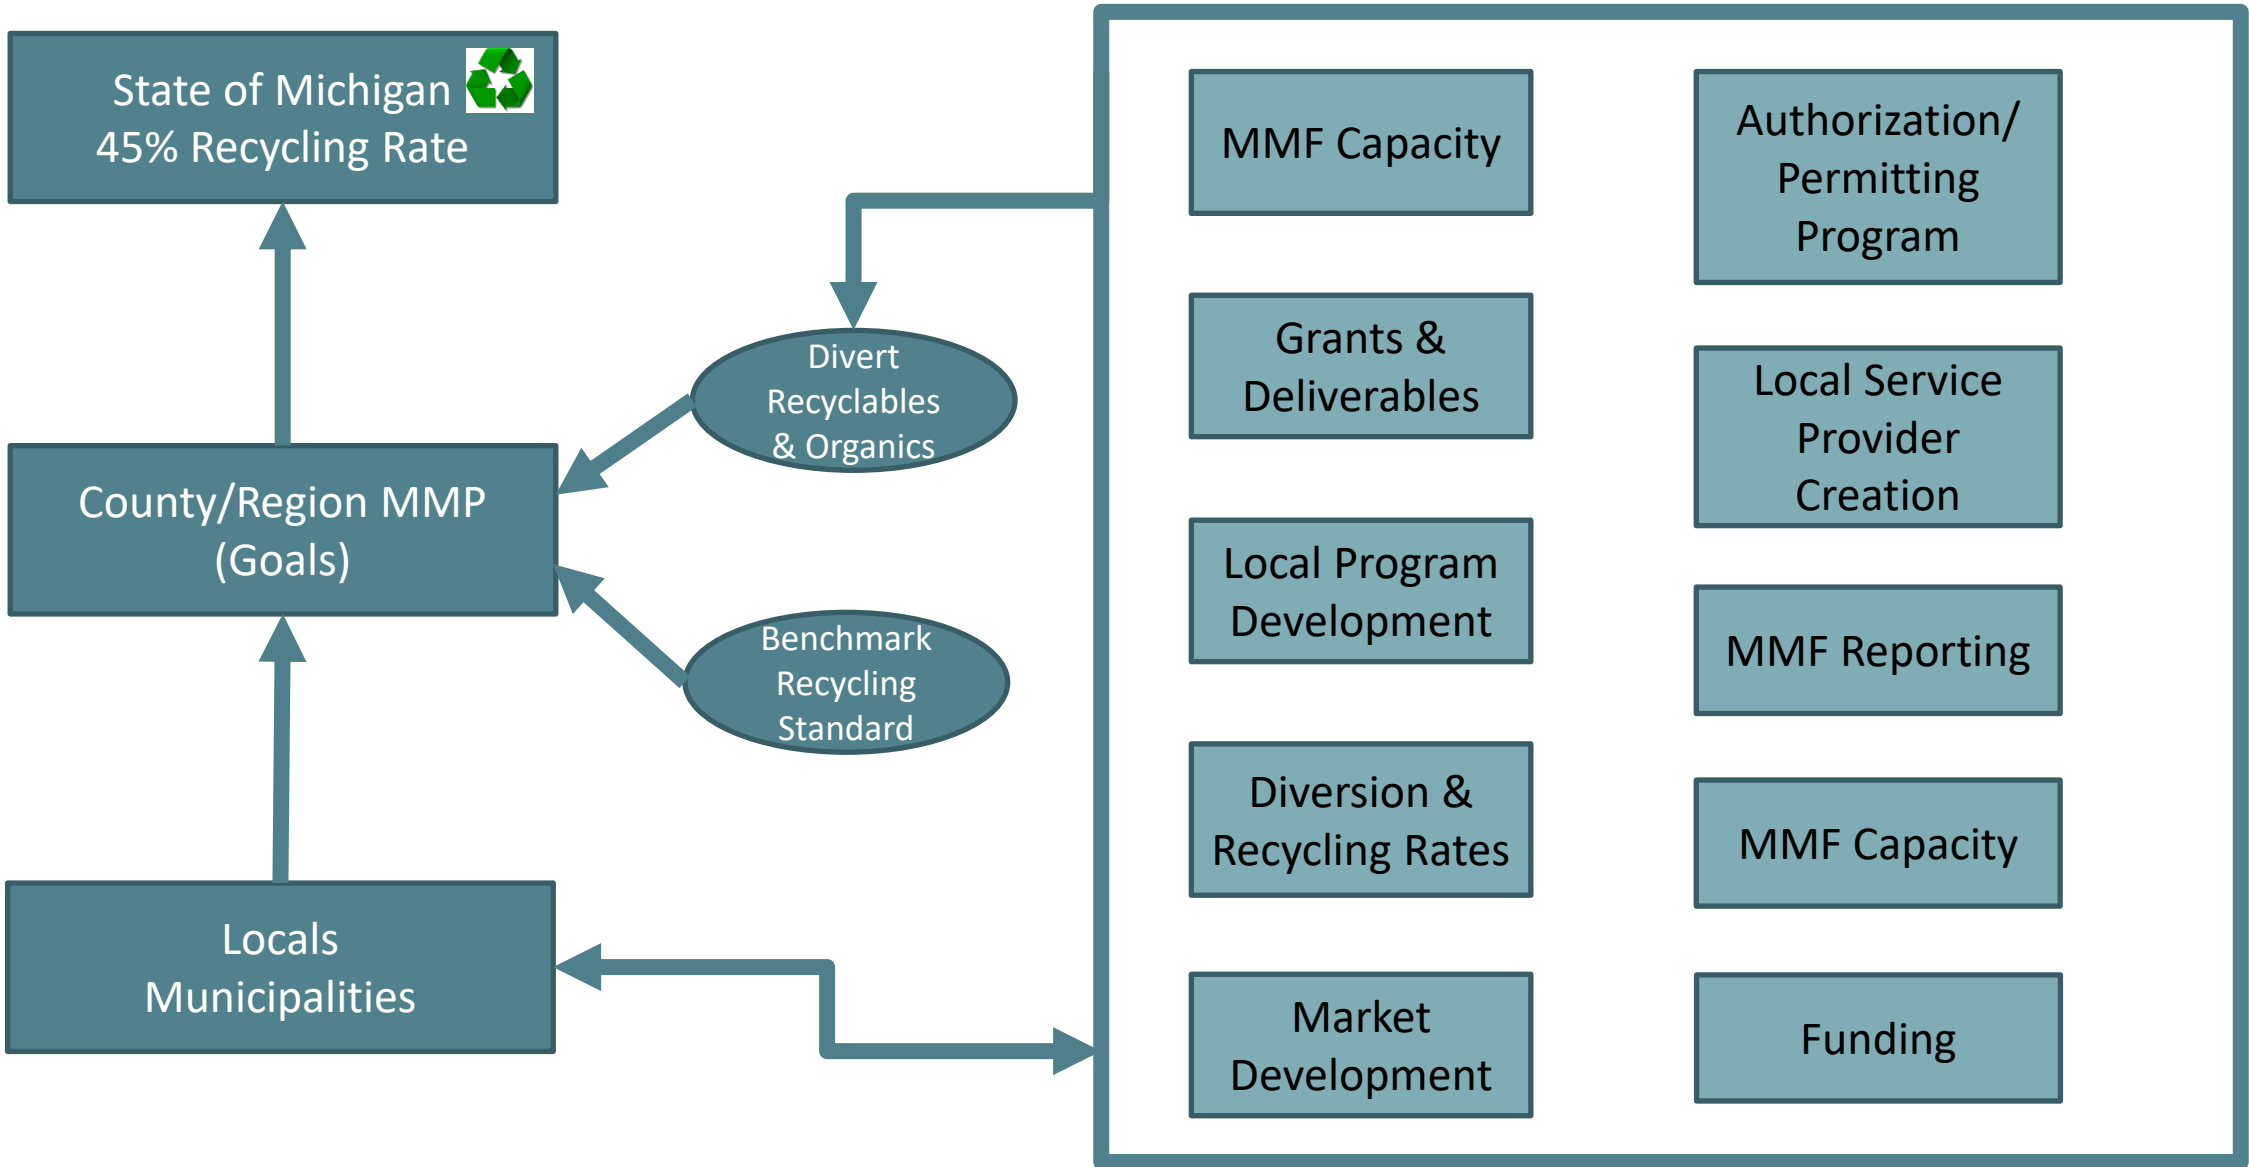 State of Michigan
45% Recycling Rate
County/Region MMP
(Goals)
Locals
Municipalities
Divert
Recyclables
& Organics
Benchmark
Recycling
Standard
MMF Capacity
Grants &
Deliverables
Local Program
Development
Diversion &
Recycling Rates
Market
Development
Authorization/
Permitting
Program
Local Service
Provider
Creation
MMF Reporting
MMF Capacity
Funding